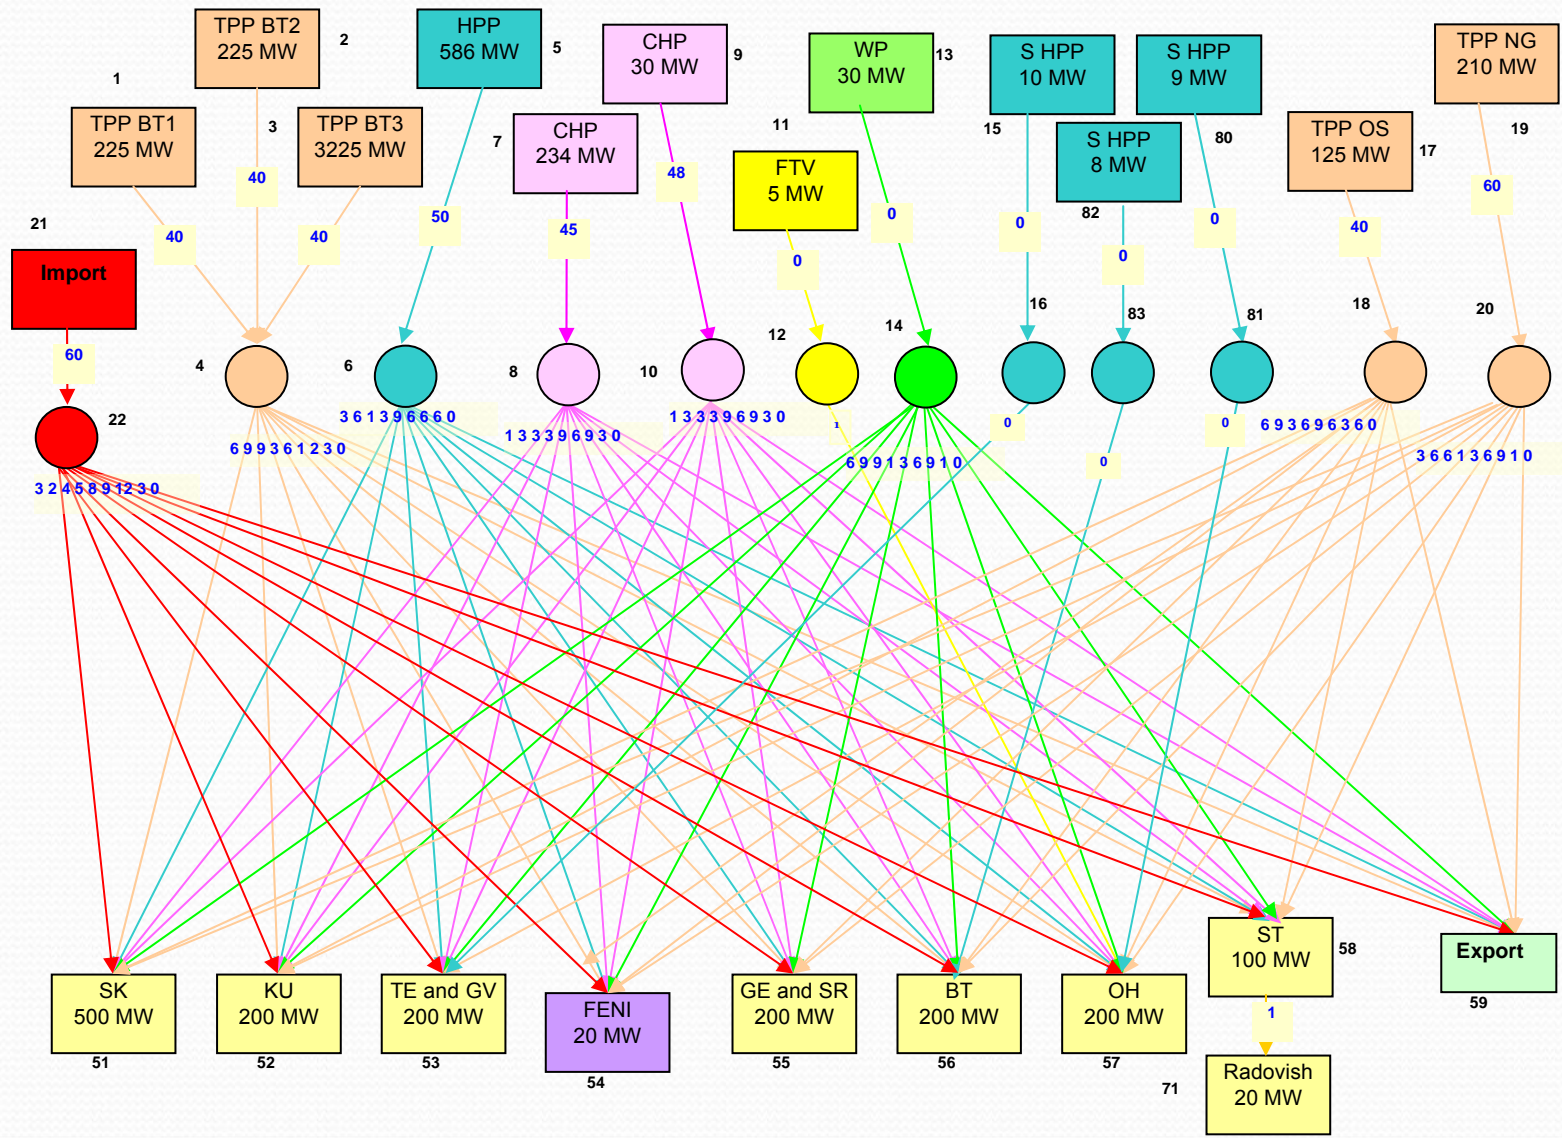 TPP BT2
225 MW
2
HPP
586 MW
5
CHP
30 MW
9
WP
30 MW
13
S HPP
10 MW
15
S HPP
9 MW
80
TPP NG
210 MW
19
1
TPP BT1
225 MW
3
TPP BT3
3225 MW
7
CHP
234 MW
11
FTV
5 MW
S HPP
8 MW
82
TPP OS
125 MW
17
40
40
40
50
45
48
0
0
0
0
0
40
60
21
Import
60
22
4
6
8
10
12
14
16
83
81
18
20
3 2 4 5 8 9 12 3 0
6 9 9 3 6 1 2 3 0
3 6 1 3 9 6 6 6 0
1 3 3 3 9 6 9 3 0
1 3 3 3 9 6 9 3 0
1
6 9 9 1 3 6 9 1 0
0
0
0
6 9 3 6 9 6 3 6 0
3 6 6 1 3 6 9 1 0
SK
500 MW
51
KU
200 MW
52
TE and GV
200 MW
53
FENI
20 MW
54
GE and SR
200 MW
55
BT
200 MW
56
OH
200 MW
57
ST
100 MW
58
Export
59
1
71
Radovish
20 MW